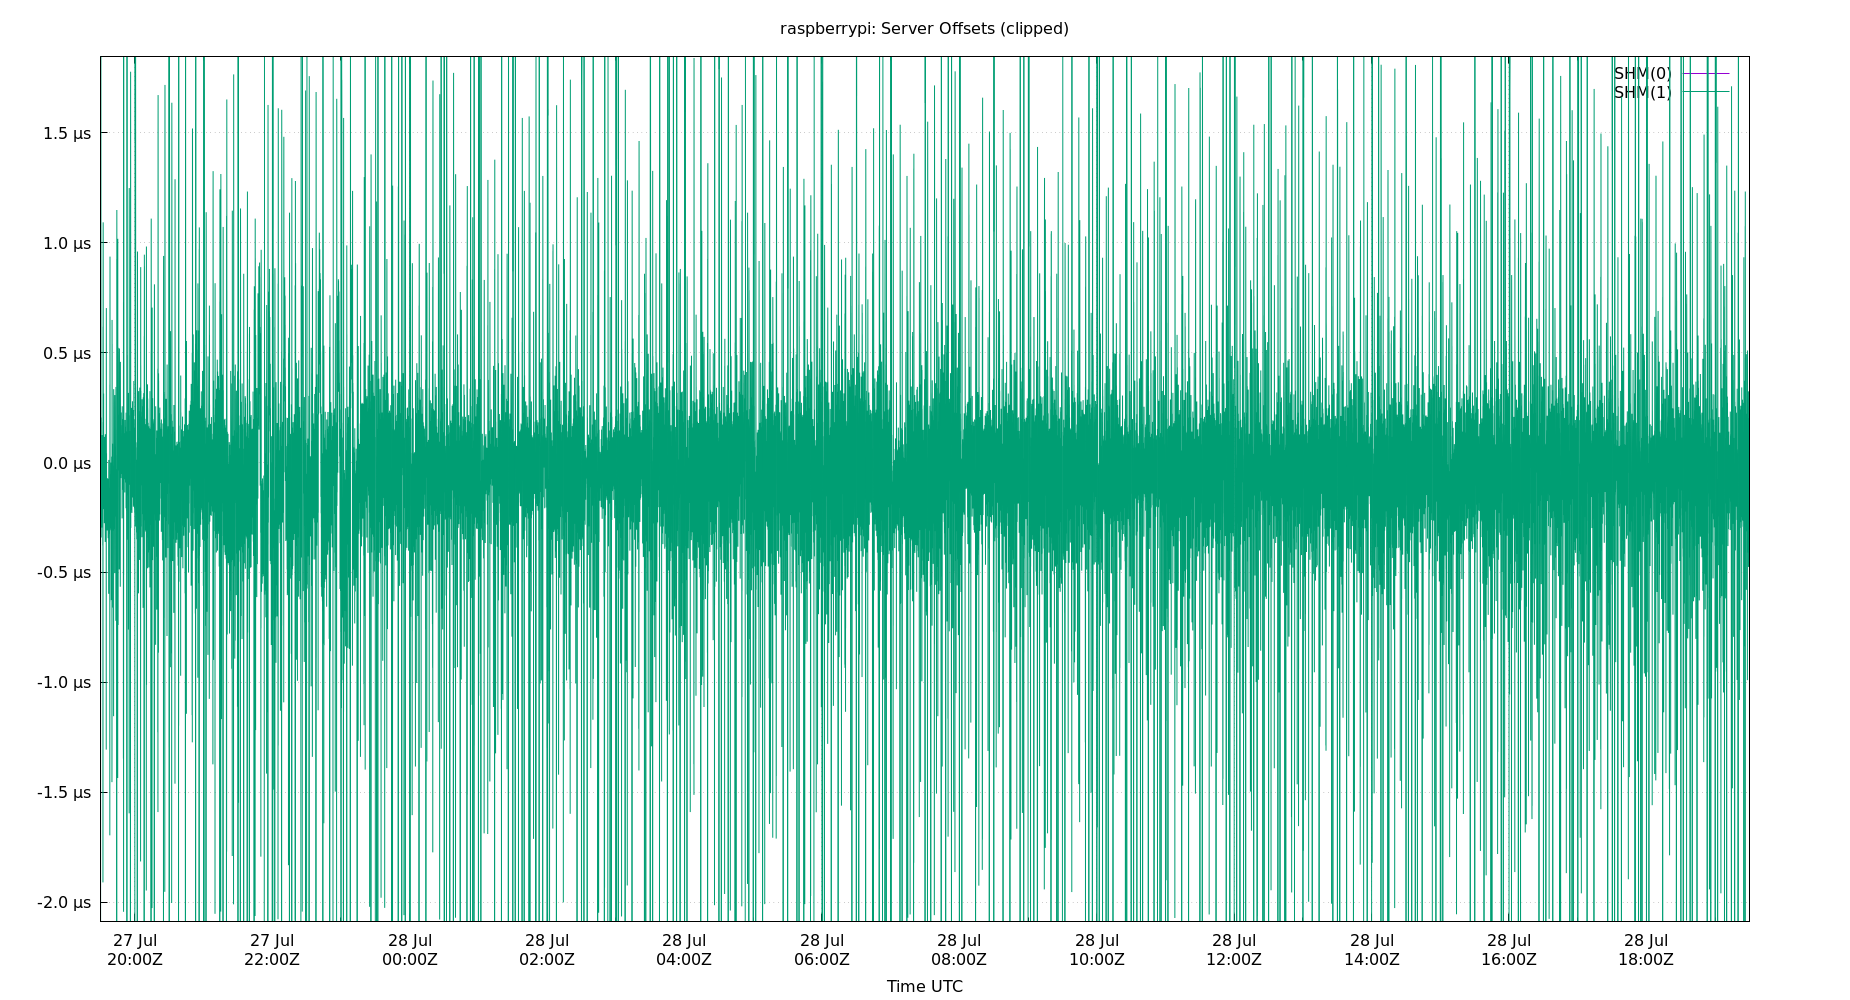 raspberrypi: Server Offsets (clipped)
SHM(0)
SHM(1)
1.5 µs
1.0 µs
0.5 µs
0.0 µs
-0.5 µs
-1.0 µs
-1.5 µs
-2.0 µs
27 Jul 27 Jul 28 Jul 28 Jul 28 Jul 28 Jul 28 Jul 28 Jul 28 Jul 28 Jul 28 Jul 28 Jul
20:00Z 22:00Z 00:00Z 02:00Z 04:00Z 06:00Z 08:00Z 10:00Z 12:00Z 14:00Z 16:00Z 18:00Z
Time UTC